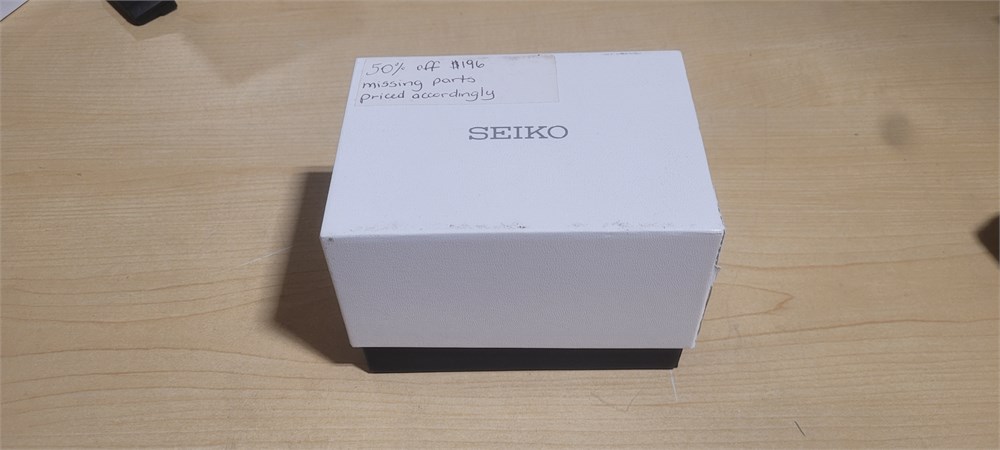 50% off $196
missing parts
priced accordingly
SEIKO